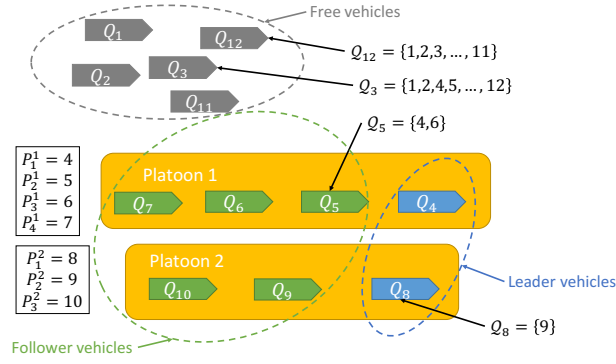 Free vehicles
Q₁
Q₁₂
Q₂
Q₃
Q₁₁
𝒬₁₂ = {1,2,3, … , 11}
𝒬₃ = {1,2,4,5, … , 12}
𝒬₅ = {4,6}
P₁¹ = 4
P₂¹ = 5
P₃¹ = 6
P₄¹ = 7
Platoon 1
Q₇
Q₆
Q₅
Q₄
P₁² = 8
P₂² = 9
P₃² = 10
Platoon 2
Q₁₀
Q₉
Q₈
Leader vehicles
𝒬₈ = {9}
Follower vehicles